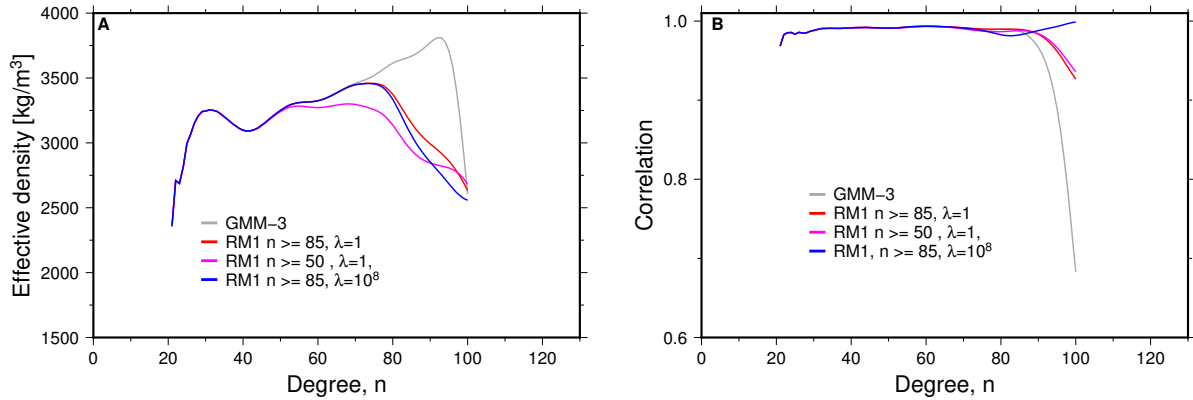 A
Effective density [kg/m³]
4000
3500
3000
2500
2000
1500
GMM−3
RM1 n >= 85, λ=1
RM1 n >= 50 , λ=1,
RM1 n >= 85, λ=10⁸
0 20 40 60 80 100 120
Degree, n
B
Correlation
1.0
0.8
0.6
GMM−3
RM1 n >= 85, λ=1
RM1 n >= 50 , λ=1,
RM1, n >= 85, λ=10⁸
0 20 40 60 80 100 120
Degree, n